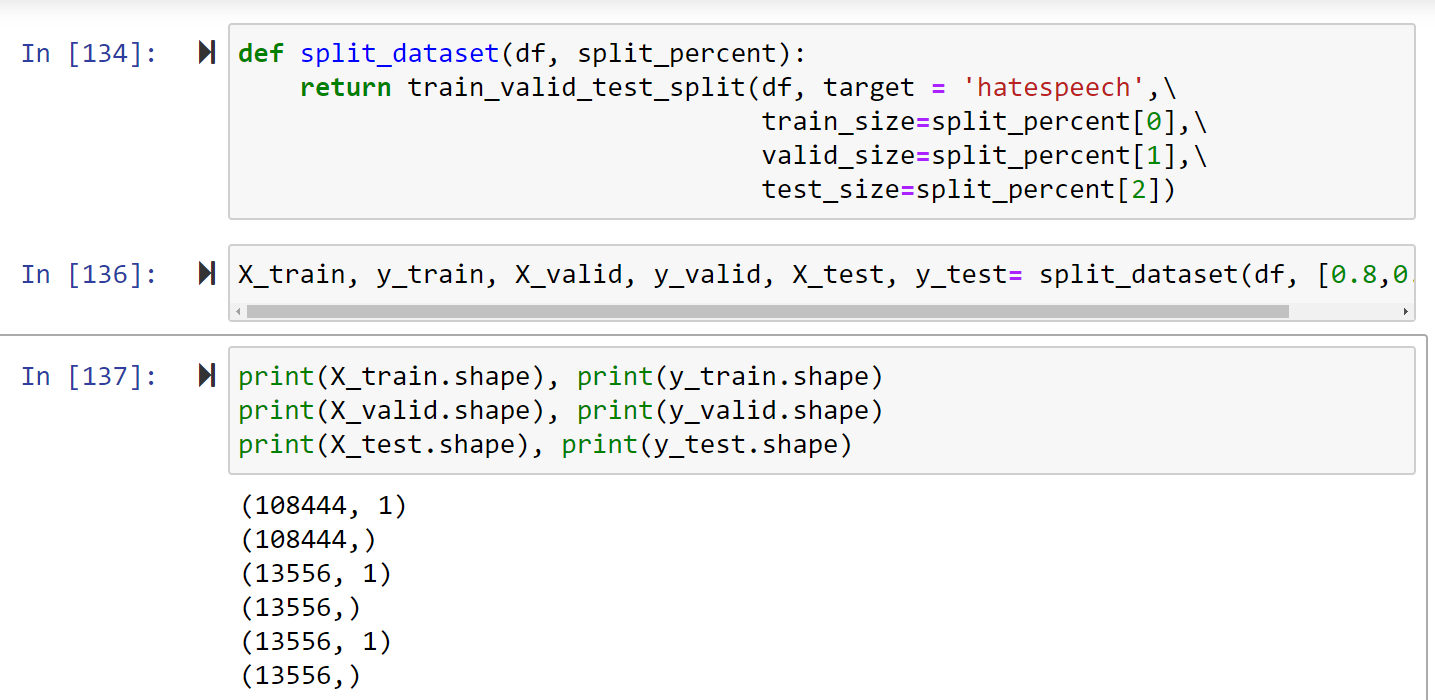 In [134]:
def split_dataset(df, split_percent):
    return train_valid_test_split(df, target = 'hatespeech',\
                                  train_size=split_percent[0],\
                                  valid_size=split_percent[1],\
                                  test_size=split_percent[2])
In [136]:
X_train, y_train, X_valid, y_valid, X_test, y_test= split_dataset(df, [0.8,0.
In [137]:
print(X_train.shape), print(y_train.shape)
print(X_valid.shape), print(y_valid.shape)
print(X_test.shape), print(y_test.shape)
(108444, 1)
(108444,)
(13556, 1)
(13556,)
(13556, 1)
(13556,)